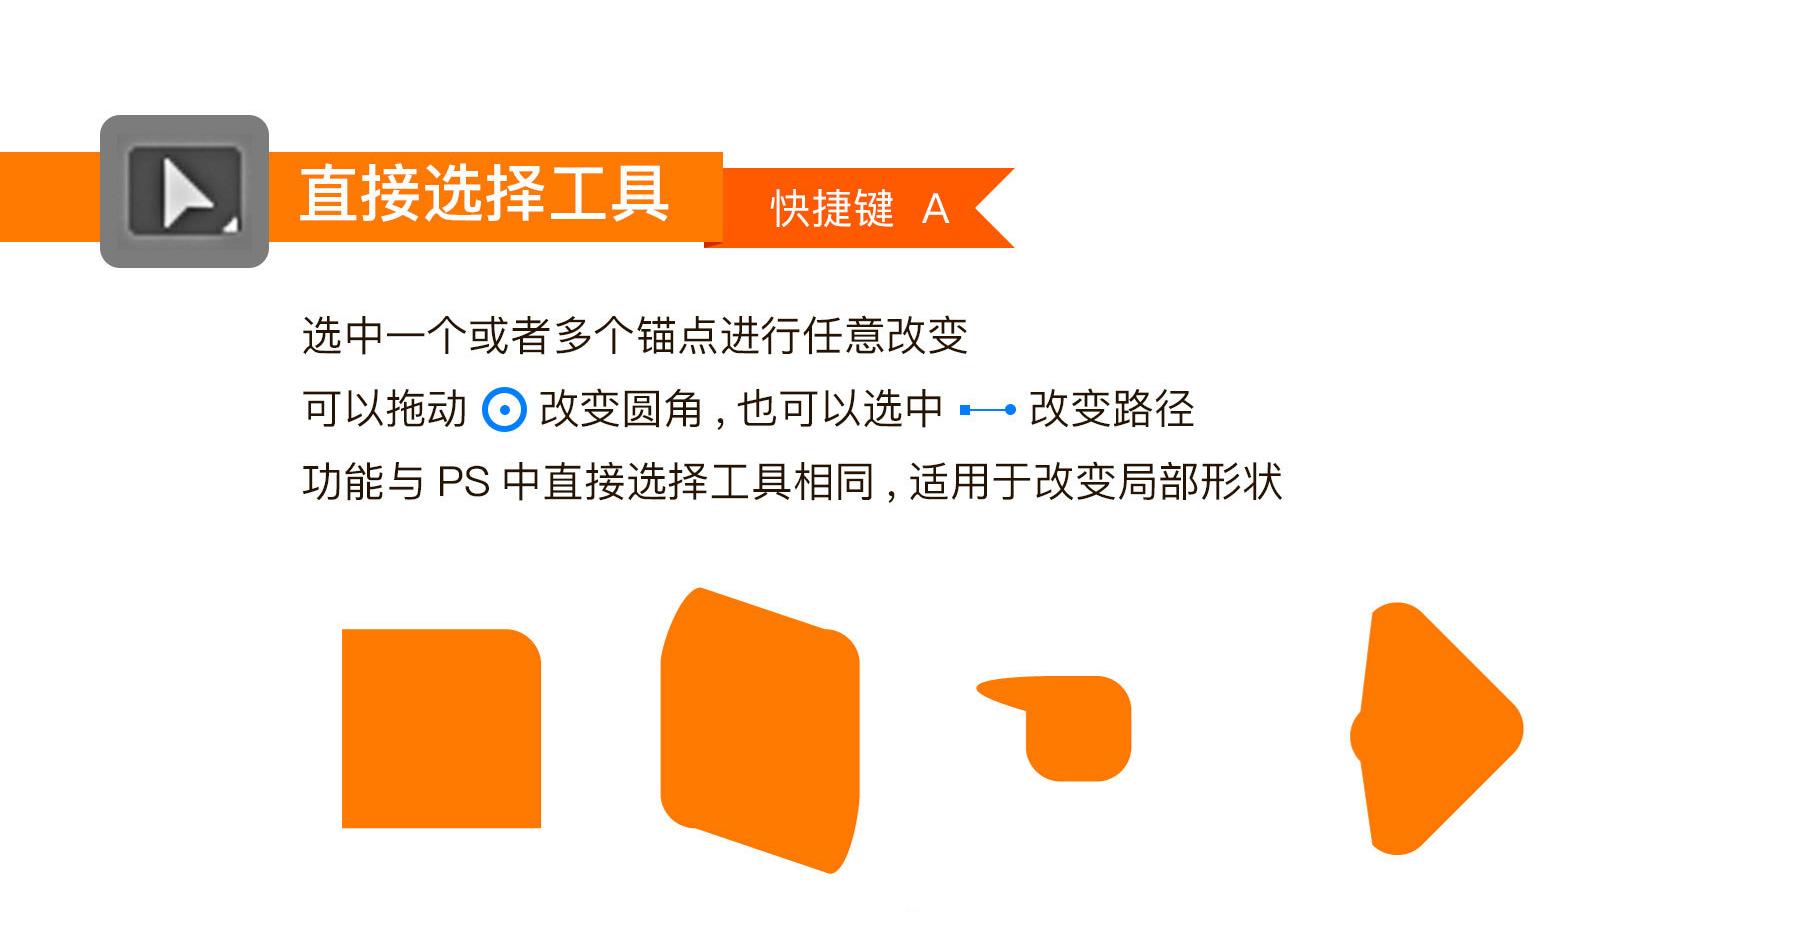 直接选择工具
快捷键 A
选中一个或者多个锚点进行任意改变
可以拖动 改变圆角,也可以选中 改变路径
功能与 PS 中直接选择工具相同,适用于改变局部形状